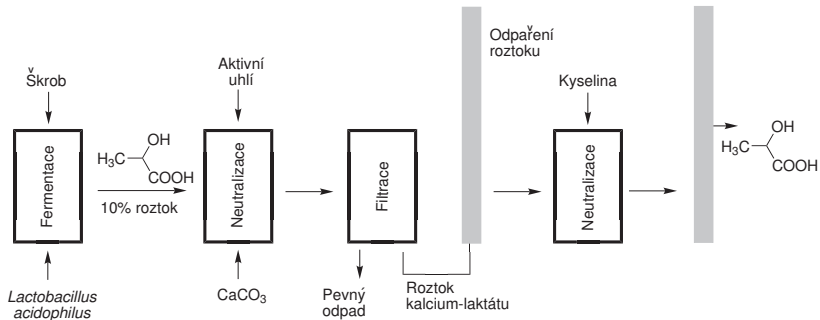 Škrob
Fermentace
Lactobacillus
acidophilus
OH
H₃C
COOH
10% roztok
Aktivní
uhlí
Neutralizace
CaCO₃
Filtrace
Pevný
odpad
Roztok
kalcium-laktátu
Odpaření
roztoku
Kyselina
Neutralizace
OH
H₃C
COOH